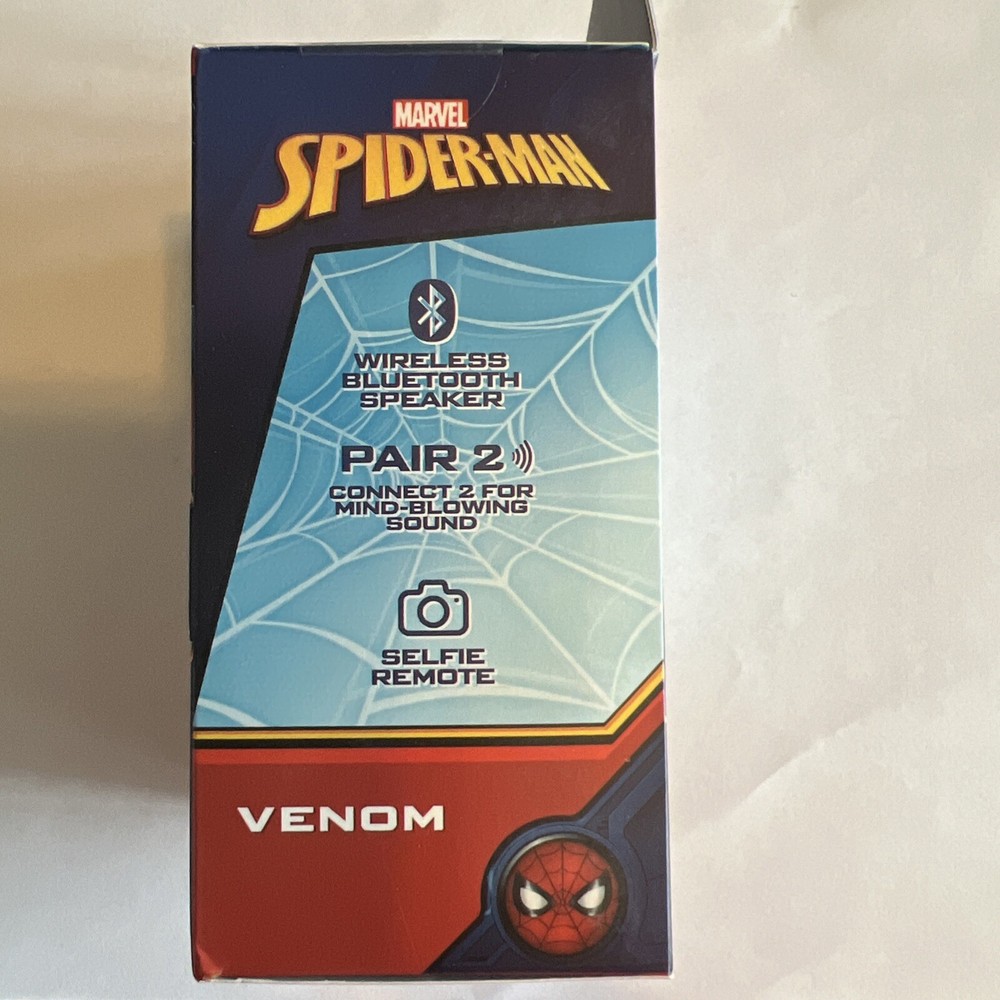 MARVEL
SPIDER-MAN
WIRELESS
BLUETOOTH
SPEAKER
PAIR 2
CONNECT 2 FOR
MIND-BLOWING
SOUND
SELFIE
REMOTE
VENOM